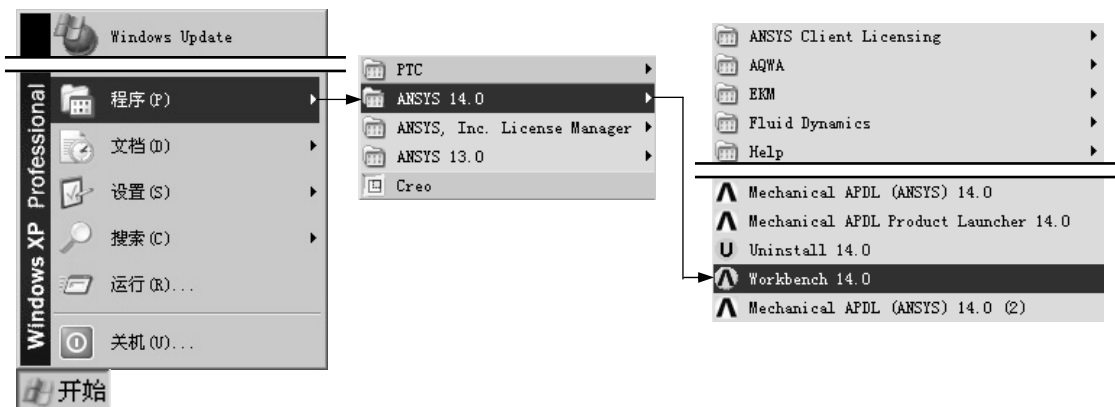 Windows Update
程序(P)
文档(D)
设置(S)
搜索(C)
运行(R)...
关机(U)...
Windows XP Professional
开始
PTC
ANSYS 14.0
ANSYS, Inc. License Manager
ANSYS 13.0
Creo
ANSYS Client Licensing
AQWA
EKM
Fluid Dynamics
Help
Mechanical APDL (ANSYS) 14.0
Mechanical APDL Product Launcher 14.0
Uninstall 14.0
Workbench 14.0
Mechanical APDL (ANSYS) 14.0 (2)